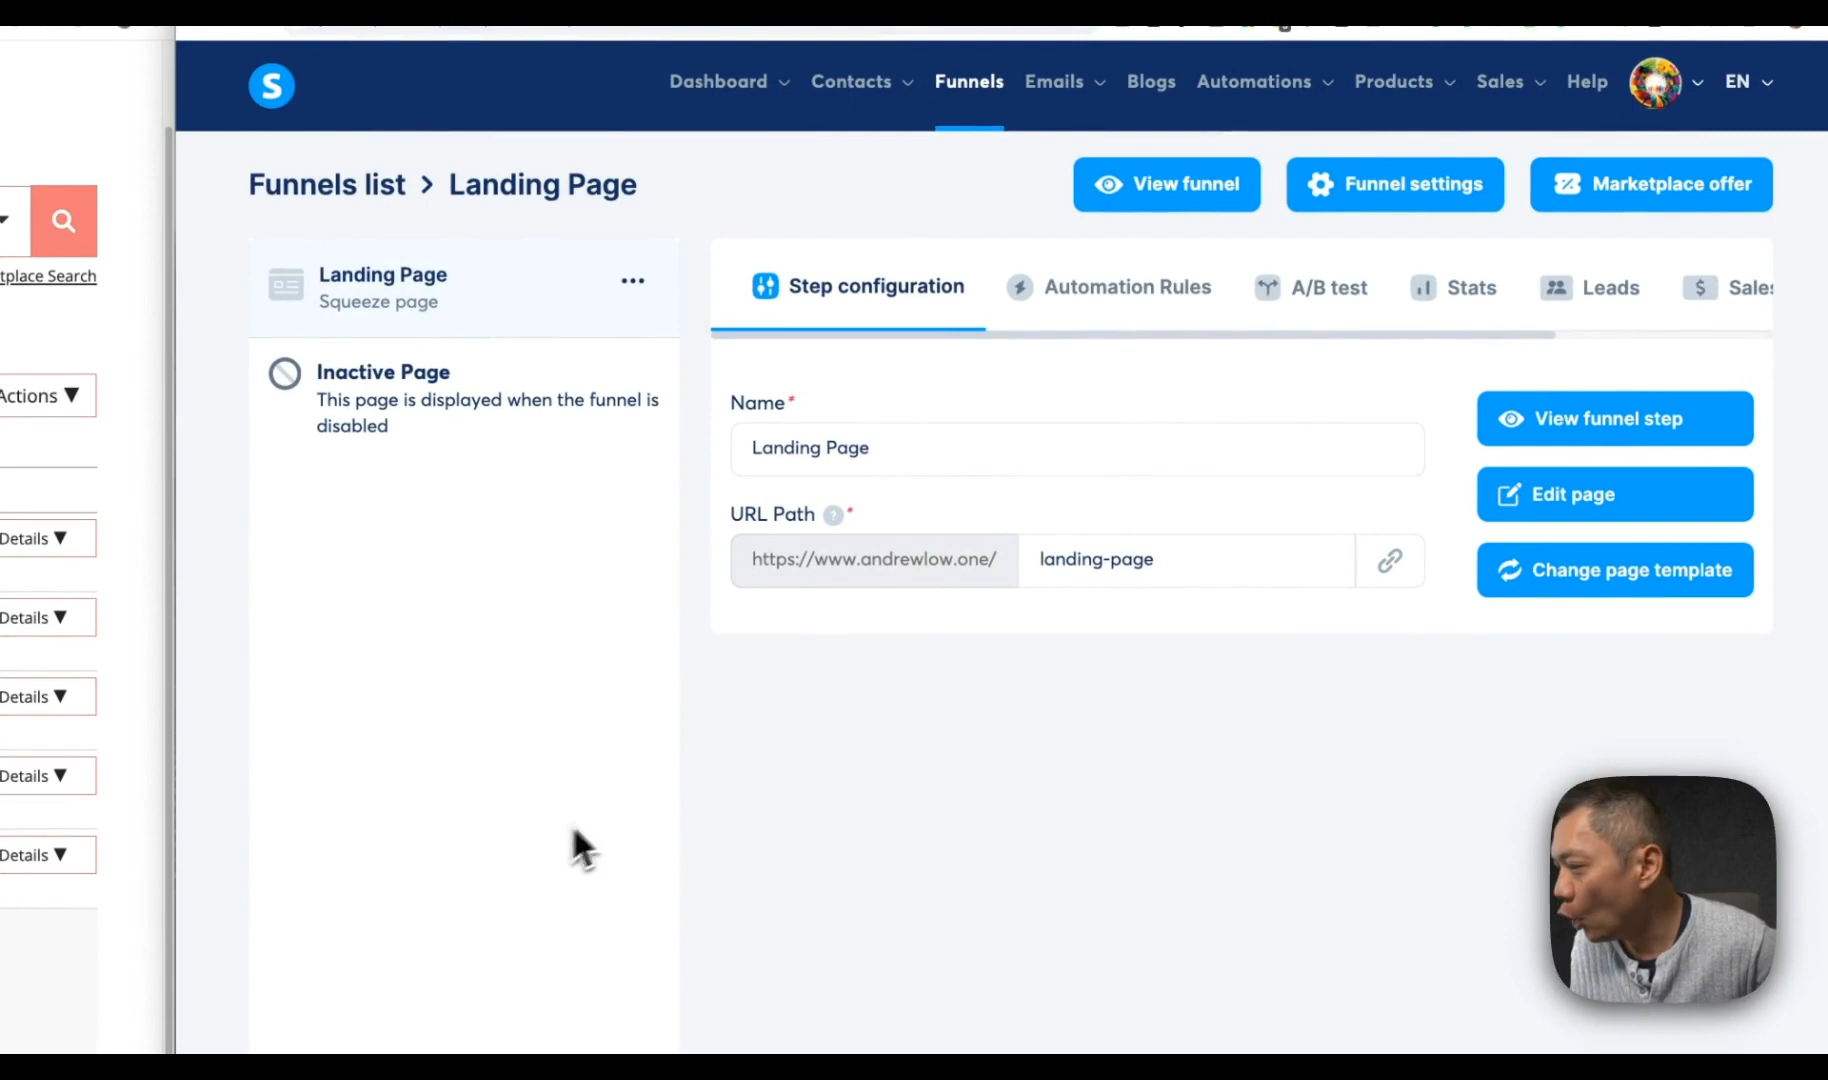 S
Dashboard
Contacts
Funnels
Emails
Blogs
Automations
Products
Sales
Help
EN
Funnels list > Landing Page
View funnel
Funnel settings
Marketplace offer
tplace Search
Landing Page
Squeeze page
Inactive Page
This page is displayed when the funnel is
disabled
Step configuration
Automation Rules
A/B test
Stats
Leads
Sales
Name*
Landing Page
URL Path ? *
https://www.andrewlow.one/
landing-page
View funnel step
Edit page
Change page template
Actions ▼
Details ▼
Details ▼
Details ▼
Details ▼
Details ▼